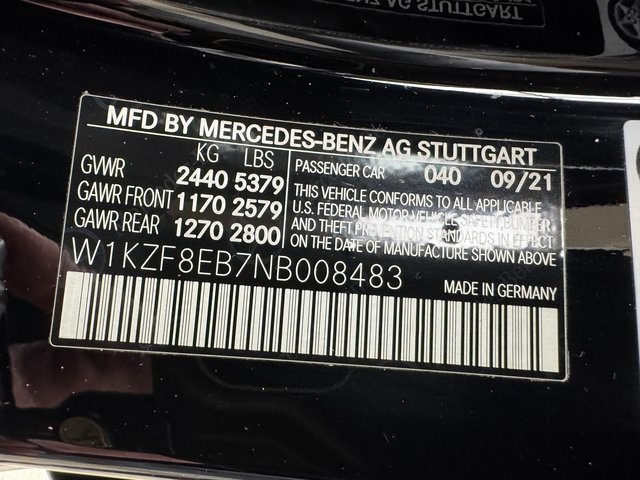 MFD BY MERCEDES-BENZ AG STUTTGART
KG LBS
GVWR 2440 5379
GAWR FRONT 1170 2579
GAWR REAR 1270 2800
PASSENGER CAR 040 09/21
THIS VEHICLE CONFORMS TO ALL APPLICABLE
U.S. FEDERAL MOTOR VEHICLE SAFETY, BUMPER
AND THEFT PREVENTION STANDARDS IN EFFECT
ON THE DATE OF MANUFACTURE SHOWN ABOVE
W1KZF8EB7NB008483
MADE IN GERMANY